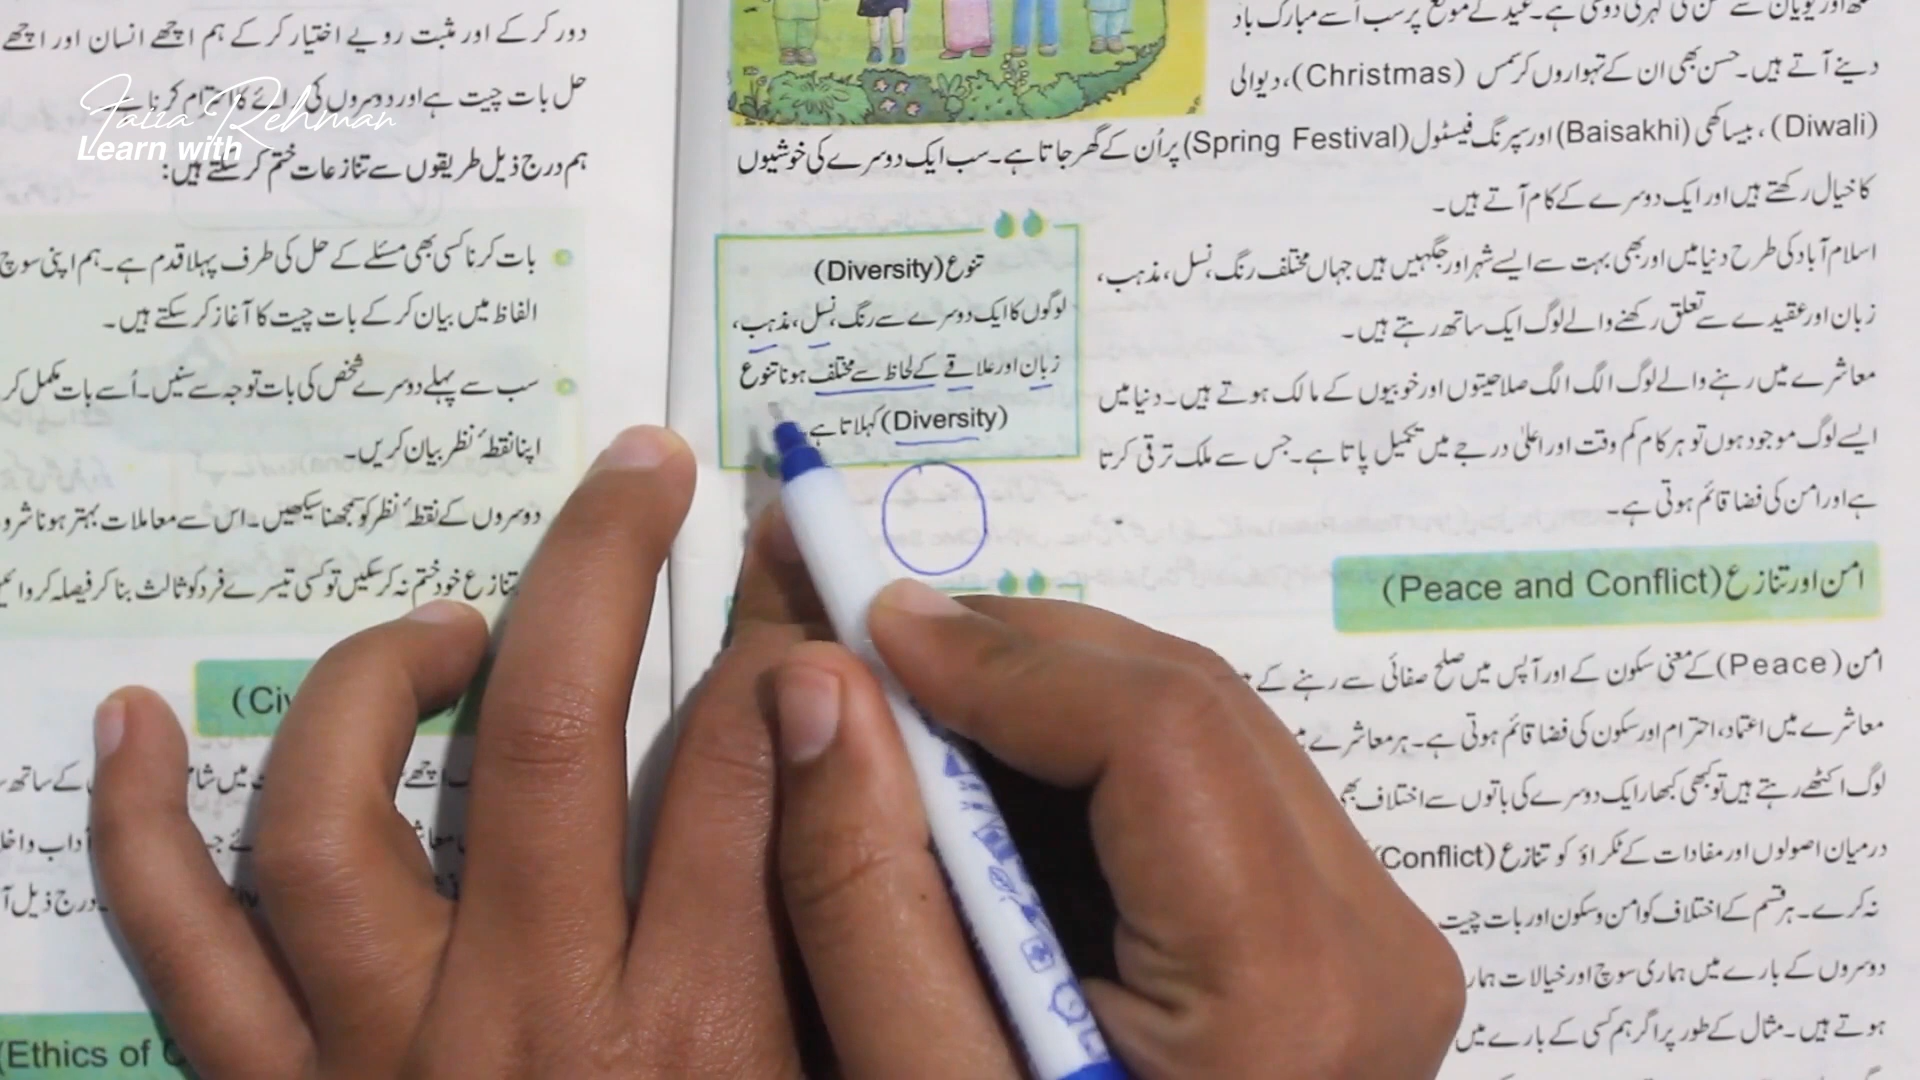 دینے آتے ہیں۔ حسن بھی ان کے تہواروں کرسمس (Christmas)، دیوالی
(Diwali)، بیساکھی (Baisakhi) اور سپرنگ فیسٹول (Spring Festival) پر اُن کے گھر جاتا ہے۔ سب ایک دوسرے کی خوشیوں
کا خیال رکھتے ہیں اور ایک دوسرے کے کام آتے ہیں۔
اسلام آباد کی طرح دنیا میں اور بھی بہت سے ایسے شہر اور جگہیں ہیں جہاں مختلف رنگ، نسل، مذہب،
زبان اور عقیدے سے تعلق رکھنے والے لوگ ایک ساتھ رہتے ہیں۔
معاشرے میں رہنے والے لوگ الگ الگ صلاحیتوں اور خوبیوں کے مالک ہوتے ہیں۔ دنیا میں
ایسے لوگ موجود ہوں تو ہر کام کم وقت اور اعلیٰ درجے میں تکمیل پاتا ہے۔ جس سے ملک ترقی کرتا
ہے اور امن کی فضا قائم ہوتی ہے۔
تنوع (Diversity)
لوگوں کا ایک دوسرے سے رنگ، نسل، مذہب،
زبان اور علاقے کے لحاظ سے مختلف ہونا تنوع
(Diversity) کہلاتا ہے
امن اور تنازع (Peace and Conflict)
امن (Peace) کے معنی سکون کے اور آپس میں صلح صفائی سے رہنے کے
معاشرے میں اعتماد، احترام اور سکون کی فضا قائم ہوتی ہے۔ ہر معاشرے
لوگ اکٹھے رہتے ہیں تو کبھی کبھار ایک دوسرے کی باتوں سے اختلاف بھی
درمیان اصولوں اور مفادات کے ٹکراؤ کو تنازع (Conflict)
نہ کرے۔ ہر قسم کے اختلاف کو امن و سکون اور بات چیت
دوسروں کے بارے میں ہماری سوچ اور خیالات
ہوتے ہیں۔ مثال کے طور پر اگر ہم کسی کے بارے میں
دور کر کے اور مثبت رویے اختیار کر کے ہم اچھے انسان اور اچھے
حل بات چیت ہے اور دوسروں کی رائے کا احترام کرنا ہے
ہم درج ذیل طریقوں سے تنازعات ختم کر سکتے ہیں:
بات کرنا کسی بھی مسئلے کے حل کی طرف پہلا قدم ہے۔ ہم اپنی سوچ
الفاظ میں بیان کر کے بات چیت کا آغاز کر سکتے ہیں۔
سب سے پہلے دوسرے شخص کی بات توجہ سے سنیں۔ اُسے بات مکمل کر
اپنا نقطۂ نظر بیان کریں۔
دوسروں کے نقطۂ نظر کو سمجھنا سیکھیں۔ اس سے معاملات بہتر ہونا
تنازع خود ختم نہ کر سکیں تو کسی تیسرے فرد کو ثالث بنا کر فیصلہ
(Ethics of
Faiza Rehman
Learn with